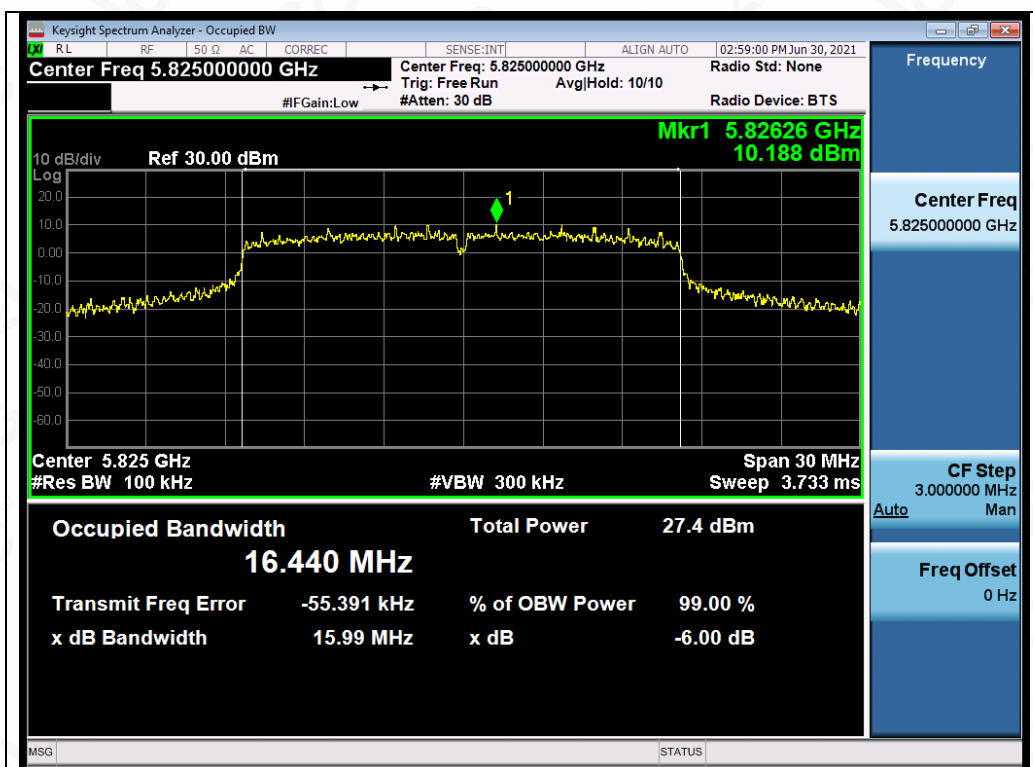 Keysight Spectrum Analyzer - Occupied BW
LXI RL RF 50 Ω AC CORREC SENSE:INT ALIGN AUTO 02:59:00 PM Jun 30, 2021
Center Freq 5.825000000 GHz Center Freq: 5.825000000 GHz Radio Std: None
Trig: Free Run Avg|Hold: 10/10
#IFGain:Low #Atten: 30 dB Radio Device: BTS
Frequency
Mkr1 5.82626 GHz
10 dB/div Ref 30.00 dBm 10.188 dBm
Log
20.0
10.0
0.00
-10.0
-20.0
-30.0
-40.0
-50.0
-60.0
1
Center 5.825 GHz Span 30 MHz
#Res BW 100 kHz #VBW 300 kHz Sweep 3.733 ms
Center Freq
5.825000000 GHz
CF Step
3.000000 MHz
Auto Man
Freq Offset
0 Hz
Occupied Bandwidth Total Power 27.4 dBm
16.440 MHz
Transmit Freq Error -55.391 kHz % of OBW Power 99.00 %
x dB Bandwidth 15.99 MHz x dB -6.00 dB
MSG STATUS